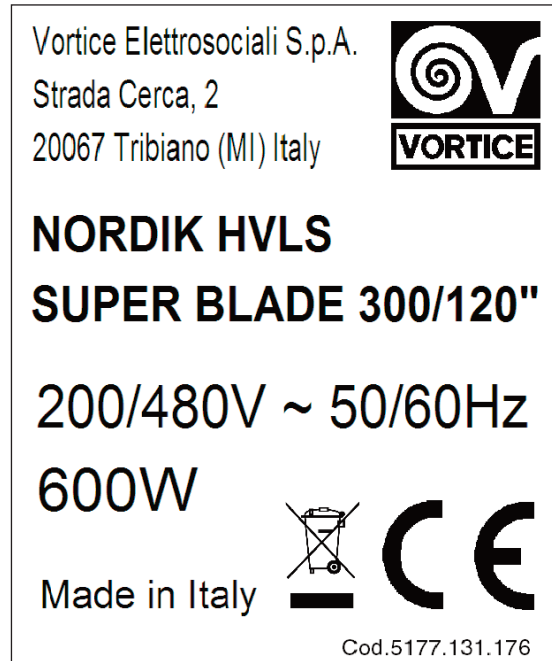 Vortice Elettrosociali S.p.A.
Strada Cerca, 2
20067 Tribiano (MI) Italy
VORTICE
NORDIK HVLS
SUPER BLADE 300/120"
200/480V ~ 50/60Hz
600W
Made in Italy
CE
Cod.5177.131.176